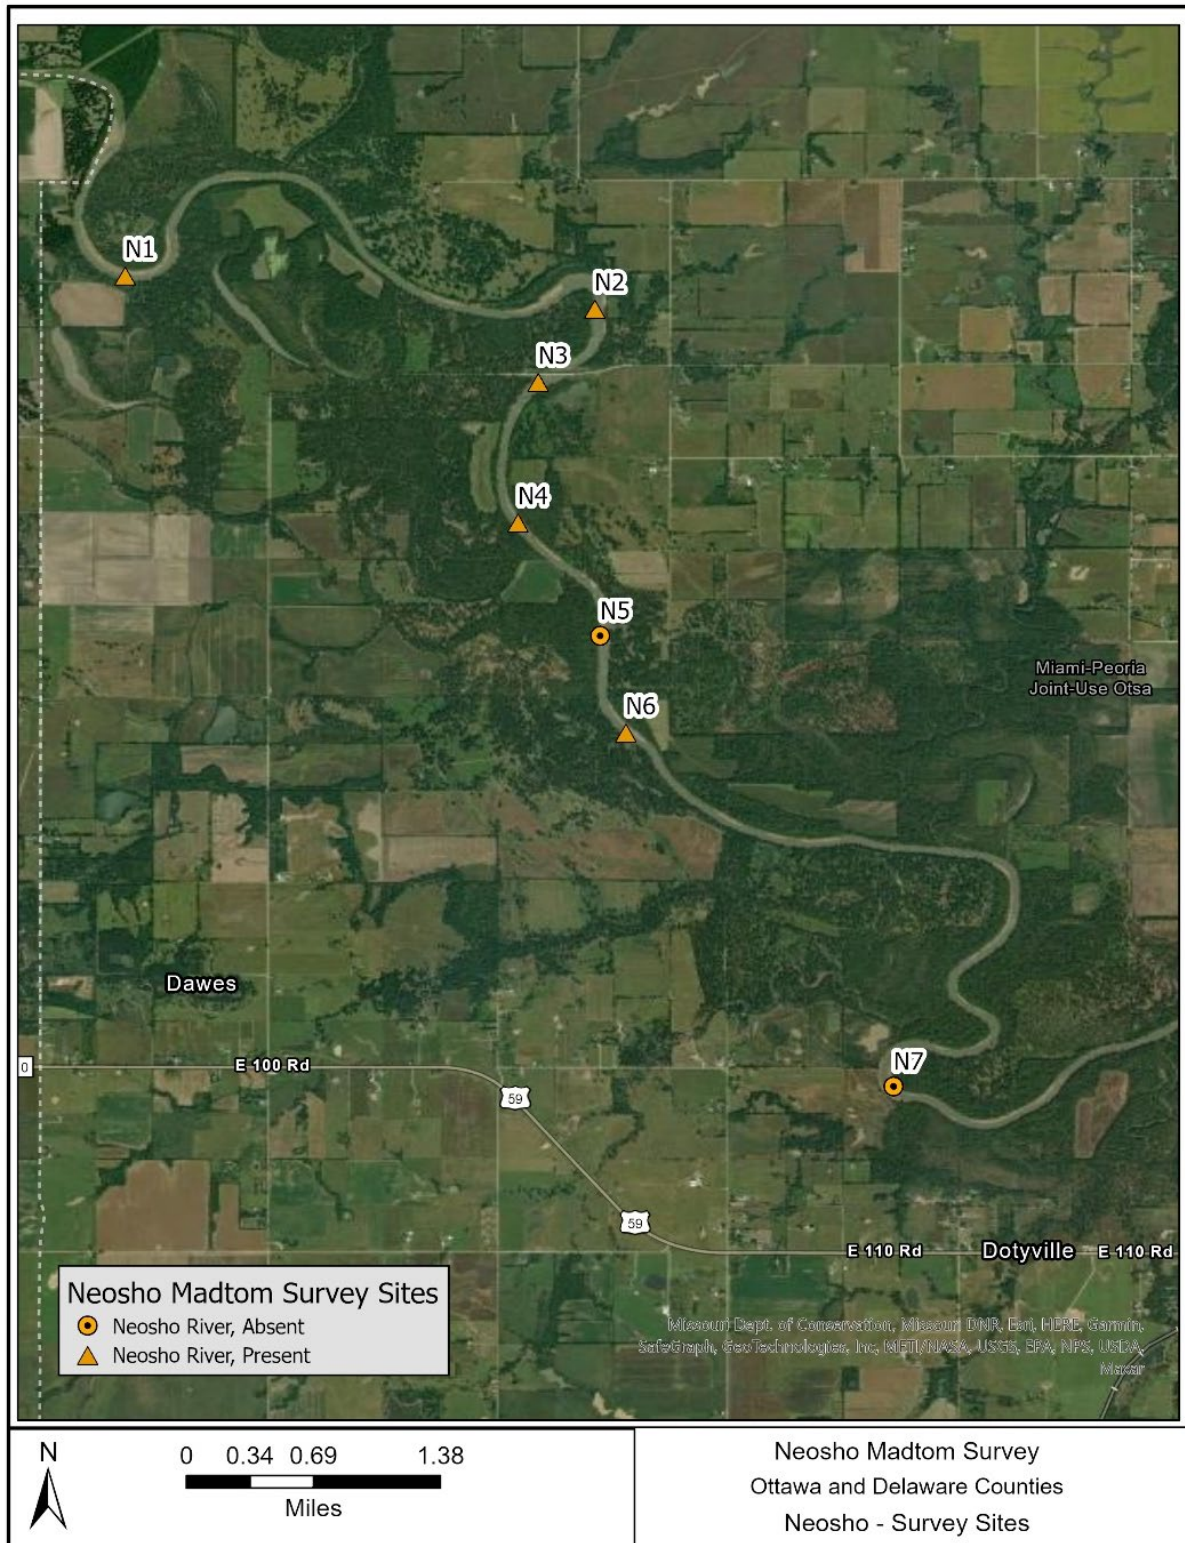 N1
N2
N3
N4
N5
Miami-Peoria
Joint-Use Otsa
N6
Dawes
0
E 100 Rd
N7
59
59
E 110 Rd
Dotyville
E 110 Rd
Neosho Madtom Survey Sites
Neosho River, Absent
Neosho River, Present
Missouri Dept. of Conservation, Missouri DNR, Esri, HERE, Garmin,
SafeGraph, GeoTechnologies, Inc, METI/NASA, USGS, EPA, NPS, USDA,
Maxar
N
0 0.34 0.69 1.38
Miles
Neosho Madtom Survey
Ottawa and Delaware Counties
Neosho - Survey Sites